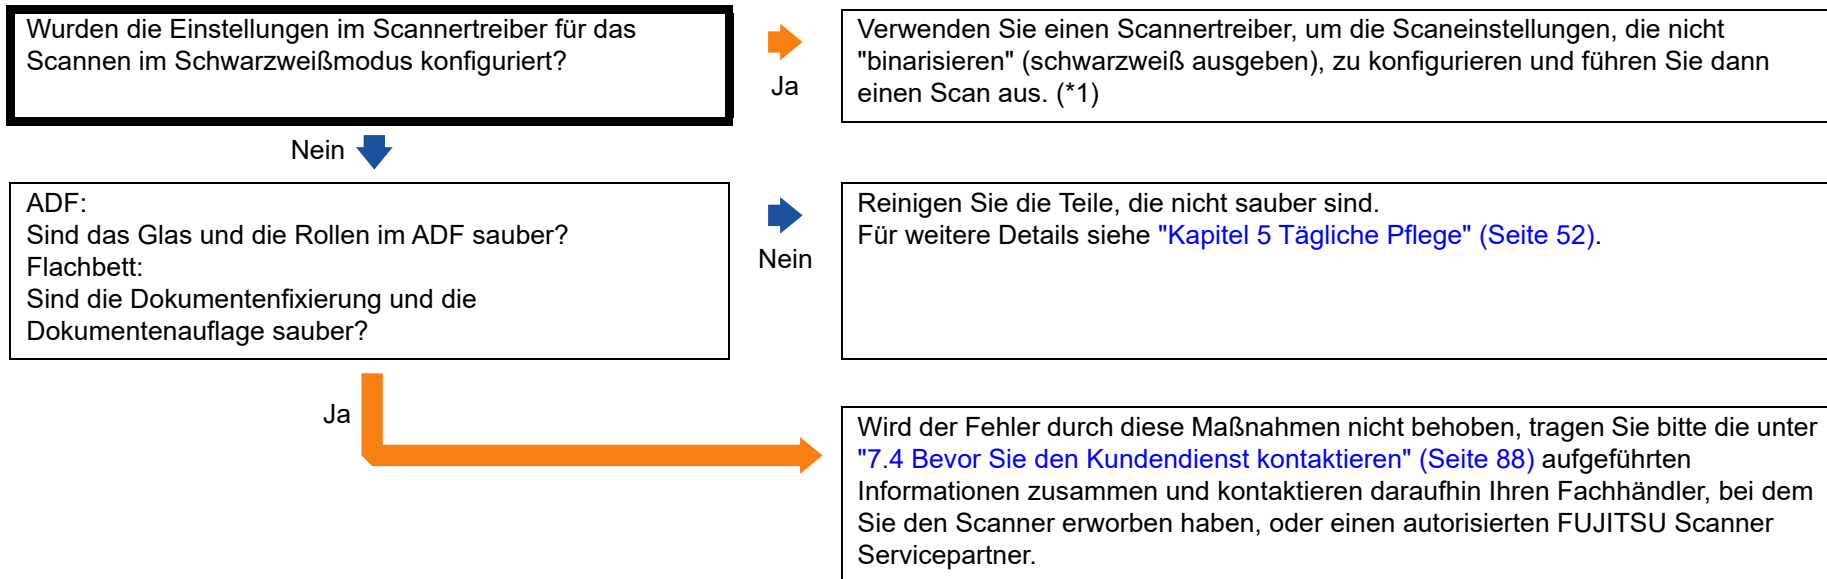 Wurden die Einstellungen im Scannertreiber für das
Scannen im Schwarzweißmodus konfiguriert?
Ja
Verwenden Sie einen Scannertreiber, um die Scaneinstellungen, die nicht
"binarisieren" (schwarzweiß ausgeben), zu konfigurieren und führen Sie dann
einen Scan aus. (*1)
Nein
ADF:
Sind das Glas und die Rollen im ADF sauber?
Flachbett:
Sind die Dokumentenfixierung und die
Dokumentenauflage sauber?
Nein
Reinigen Sie die Teile, die nicht sauber sind.
Für weitere Details siehe "Kapitel 5 Tägliche Pflege" (Seite 52).
Ja
Wird der Fehler durch diese Maßnahmen nicht behoben, tragen Sie bitte die unter
"7.4 Bevor Sie den Kundendienst kontaktieren" (Seite 88) aufgeführten
Informationen zusammen und kontaktieren daraufhin Ihren Fachhändler, bei dem
Sie den Scanner erworben haben, oder einen autorisierten FUJITSU Scanner
Servicepartner.